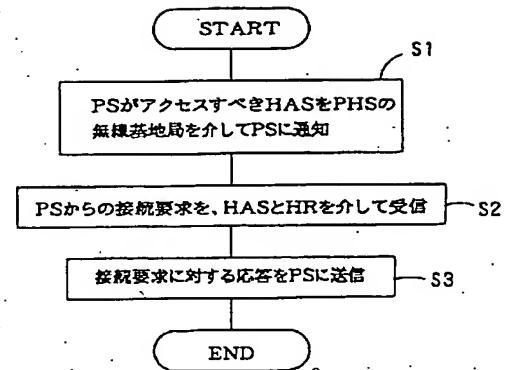 START
S1
PSがアクセスすべきHASをPHSの
無線基地局を介してPSに通知
PSからの接続要求を、HASとHRを介して受信
S2
接続要求に対する応答をPSに送信
S3
END